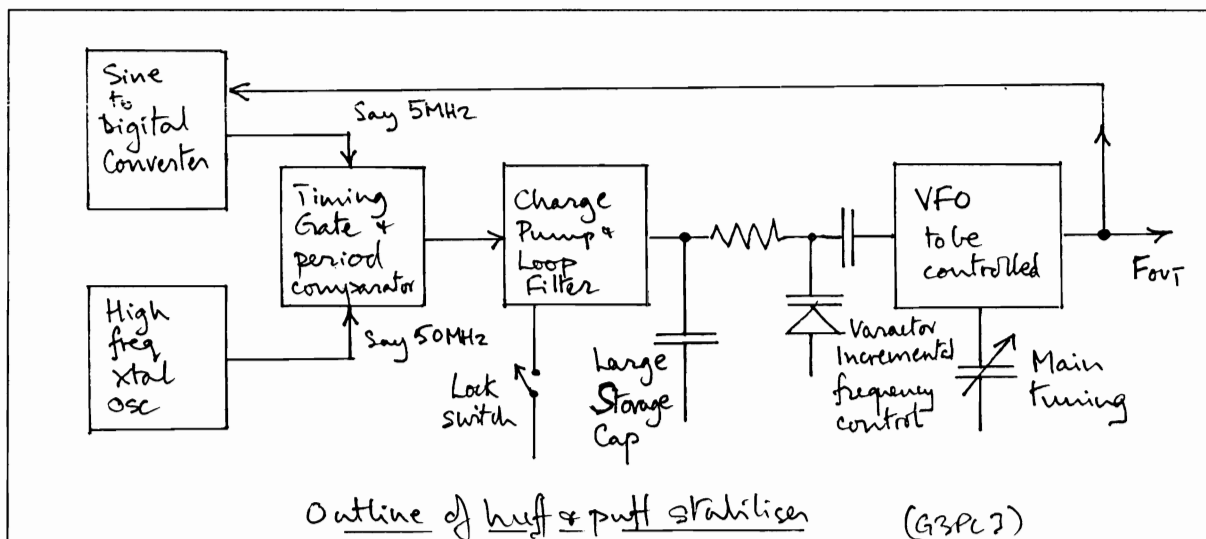 Sine
to
Digital
Converter
Say 5MHz
Timing
Gate &
period
comparator
High
freq
xtal
osc
Say 50MHz
Charge
Pump &
Loop
Filter
Lock
switch
Large
Storage
Cap
Varactor
Incremental
frequency
control
VFO
to be
controlled
Main
tuning
FOUT
Outline of huff & puff stabiliser (G3PCJ)